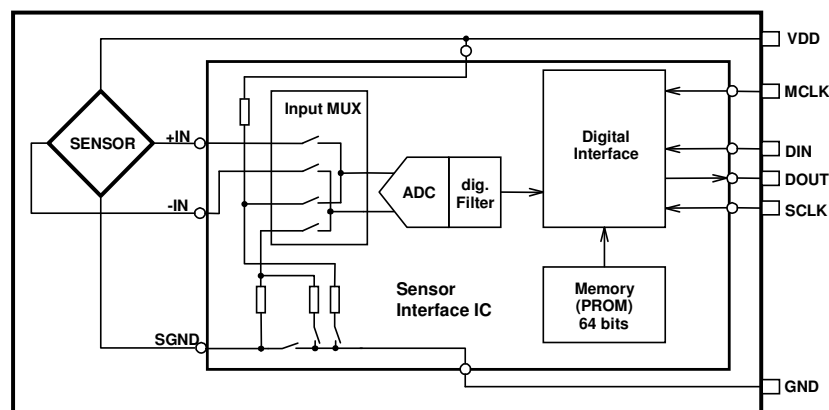 VDD
MCLK
Input MUX
+IN
SENSOR
Digital
Interface
DIN
ADC
dig.
Filter
DOUT
-IN
SCLK
Sensor
Interface IC
Memory
(PROM)
64 bits
SGND
GND